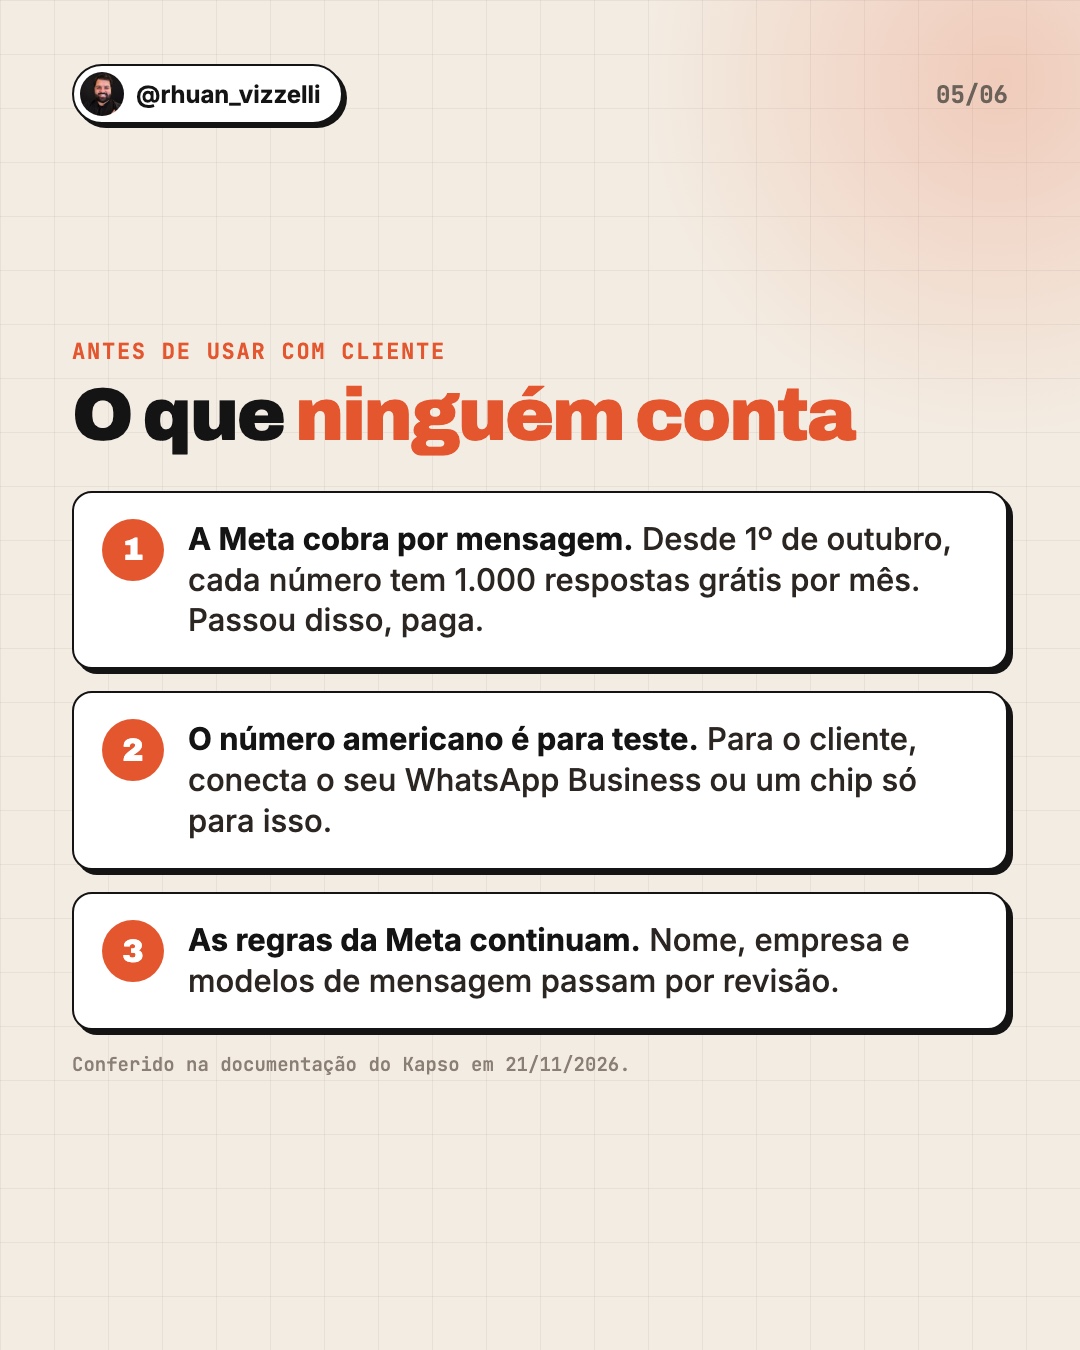 @rhuan_vizzelli
05/06
ANTES DE USAR COM CLIENTE
O que ninguém conta
1
A Meta cobra por mensagem. Desde 1º de outubro,
cada número tem 1.000 respostas grátis por mês.
Passou disso, paga.
2
O número americano é para teste. Para o cliente,
conecta o seu WhatsApp Business ou um chip só
para isso.
3
As regras da Meta continuam. Nome, empresa e
modelos de mensagem passam por revisão.
Conferido na documentação do Kapso em 21/11/2026.